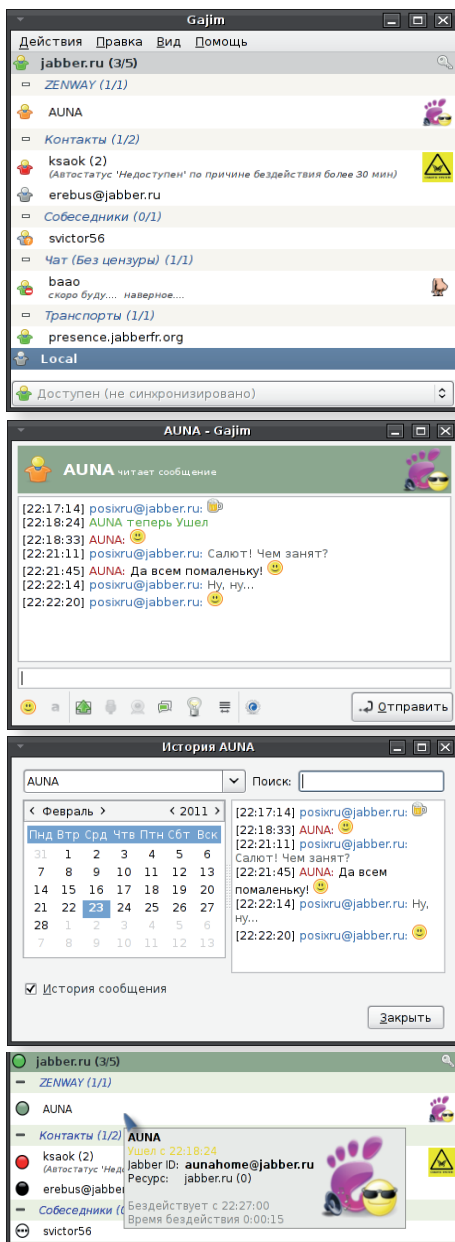 Gajim
Действия Правка Вид Помощь
jabber.ru (3/5)
ZENWAY (1/1)
AUNA
Контакты (1/2)
ksaok (2)
(Автостатус 'Недоступен' по причине бездействия более 30 мин)
erebus@jabber.ru
Собеседники (0/1)
svictor56
Чат (Без цензуры) (1/1)
baao
скоро буду.... наверное....
Транспорты (1/1)
presence.jabberfr.org
Local
Доступен (не синхронизировано)
AUNA - Gajim
AUNA читает сообщение
[22:17:14] posixru@jabber.ru:
[22:18:24] AUNA теперь Ушел
[22:18:33] AUNA:
[22:21:11] posixru@jabber.ru: Салют! Чем занят?
[22:21:45] AUNA: Да всем помаленьку!
[22:22:14] posixru@jabber.ru: Ну, ну...
[22:22:20] posixru@jabber.ru:
a
Отправить
История AUNA
AUNA Поиск:
Февраль 2011
Пнд Втр Срд Чтв Птн Сбт Вск
31 1 2 3 4 5 6
7 8 9 10 11 12 13
14 15 16 17 18 19 20
21 22 23 24 25 26 27
28 1 2 3 4 5 6
7 8 9 10 11 12 13
[22:17:14] posixru@jabber.ru:
[22:18:33] AUNA:
[22:21:11] posixru@jabber.ru:
Салют! Чем занят?
[22:21:45] AUNA: Да всем
помаленьку!
[22:22:14] posixru@jabber.ru: Ну,
ну...
[22:22:20] posixru@jabber.ru:
История сообщения
Закрыть
jabber.ru (3/5)
ZENWAY (1/1)
AUNA
Контакты (1/2)
ksaok (2)
(Автостатус 'Нед
erebus@jabber
Собеседники (
svictor56
AUNA
Ушел с 22:18:24
Jabber ID: aunahome@jabber.ru
Ресурс: jabber.ru (0)
Бездействует с 22:27:00
Время бездействия 0:00:15